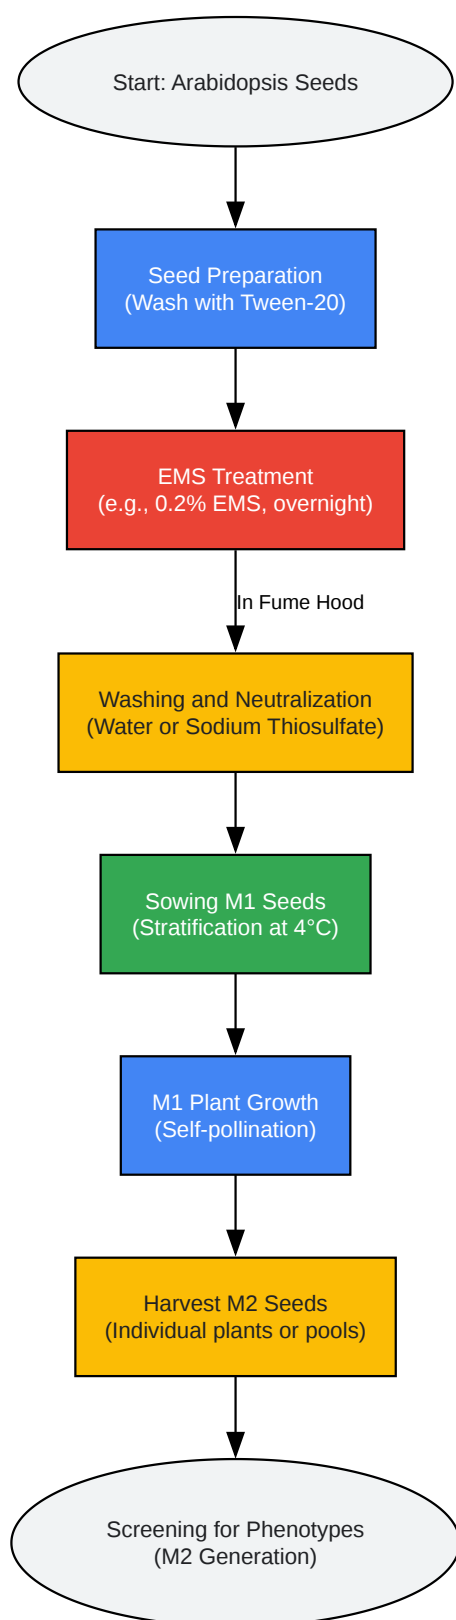 Start: Arabidopsis Seeds
Seed Preparation
(Wash with Tween-20)
EMS Treatment
(e.g., 0.2% EMS, overnight)
In Fume Hood
Washing and Neutralization
(Water or Sodium Thiosulfate)
Sowing M1 Seeds
(Stratification at 4°C)
M1 Plant Growth
(Self-pollination)
Harvest M2 Seeds
(Individual plants or pools)
Screening for Phenotypes
(M2 Generation)